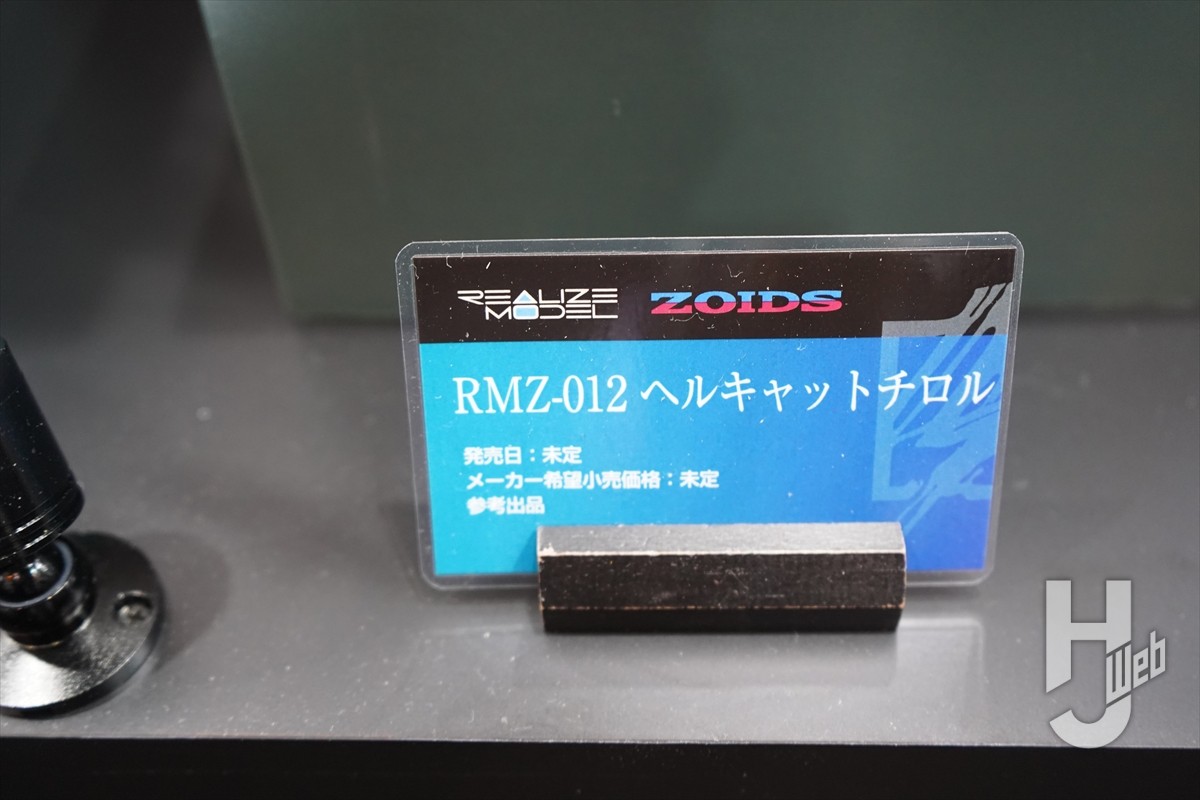 REALIZE MODEL ZOIDS
RMZ-012 ヘルキャットチロル
発売日：未定
メーカー希望小売価格：未定
参考出品
HJ Web